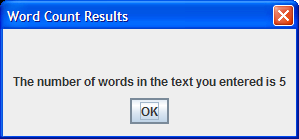 Word Count Results
The number of words in the text you entered is 5
OK